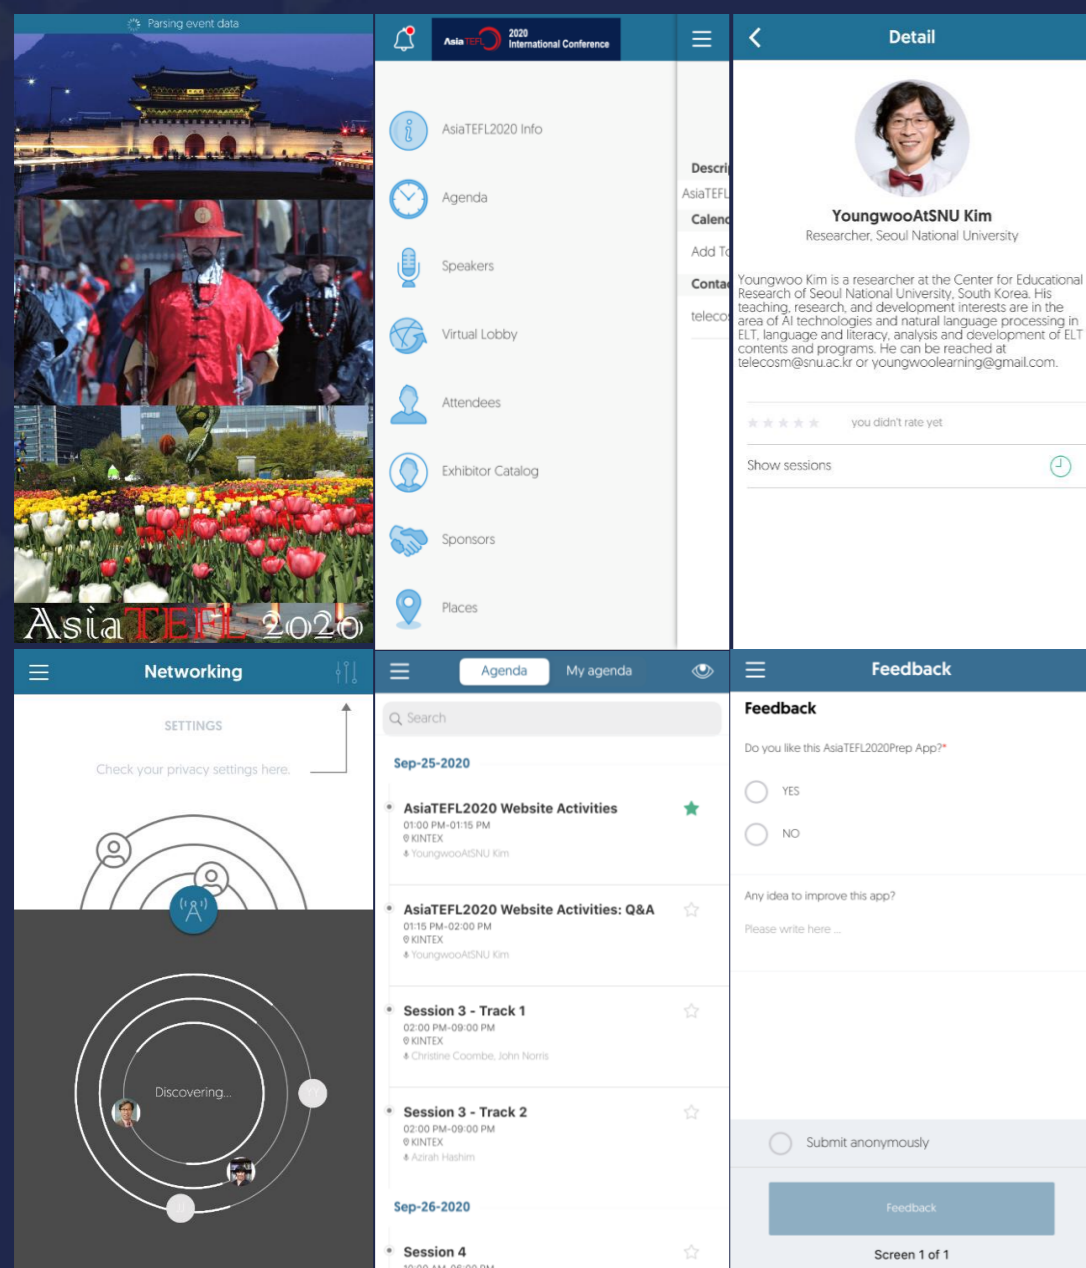 Parsing event data
AsiaTEFL 2020
AsiaTEFL
2020
International Conference
AsiaTEFL2020 Info
Agenda
Speakers
Virtual Lobby
Attendees
Exhibitor Catalog
Sponsors
Places
Descri
AsiaTEFL
Calend
Add To
Contac
teleco
Detail
YoungwooAtSNU Kim
Researcher, Seoul National University
Youngwoo Kim is a researcher at the Center for Educational
Research of Seoul National University, South Korea. His
teaching, research, and development interests are in the
area of AI technologies and natural language processing in
ELT, language and literacy, analysis and development of ELT
contents and programs. He can be reached at
telecosm@snu.ac.kr or youngwoolearning@gmail.com.
you didn't rate yet
Show sessions
Networking
SETTINGS
Check your privacy settings here.
Discovering...
Agenda
My agenda
Search
Sep-25-2020
AsiaTEFL2020 Website Activities
01:00 PM-01:15 PM
KINTEX
YoungwooAtSNU Kim
AsiaTEFL2020 Website Activities: Q&A
01:15 PM-02:00 PM
KINTEX
YoungwooAtSNU Kim
Session 3 - Track 1
02:00 PM-09:00 PM
KINTEX
Christine Coombe, John Norris
Session 3 - Track 2
02:00 PM-09:00 PM
KINTEX
Azirah Hashim
Sep-26-2020
Session 4
10:00 AM-06:00 PM
Feedback
Feedback
Do you like this AsiaTEFL2020Prep App?*
YES
NO
Any idea to improve this app?
Please write here ...
Submit anonymously
Feedback
Screen 1 of 1